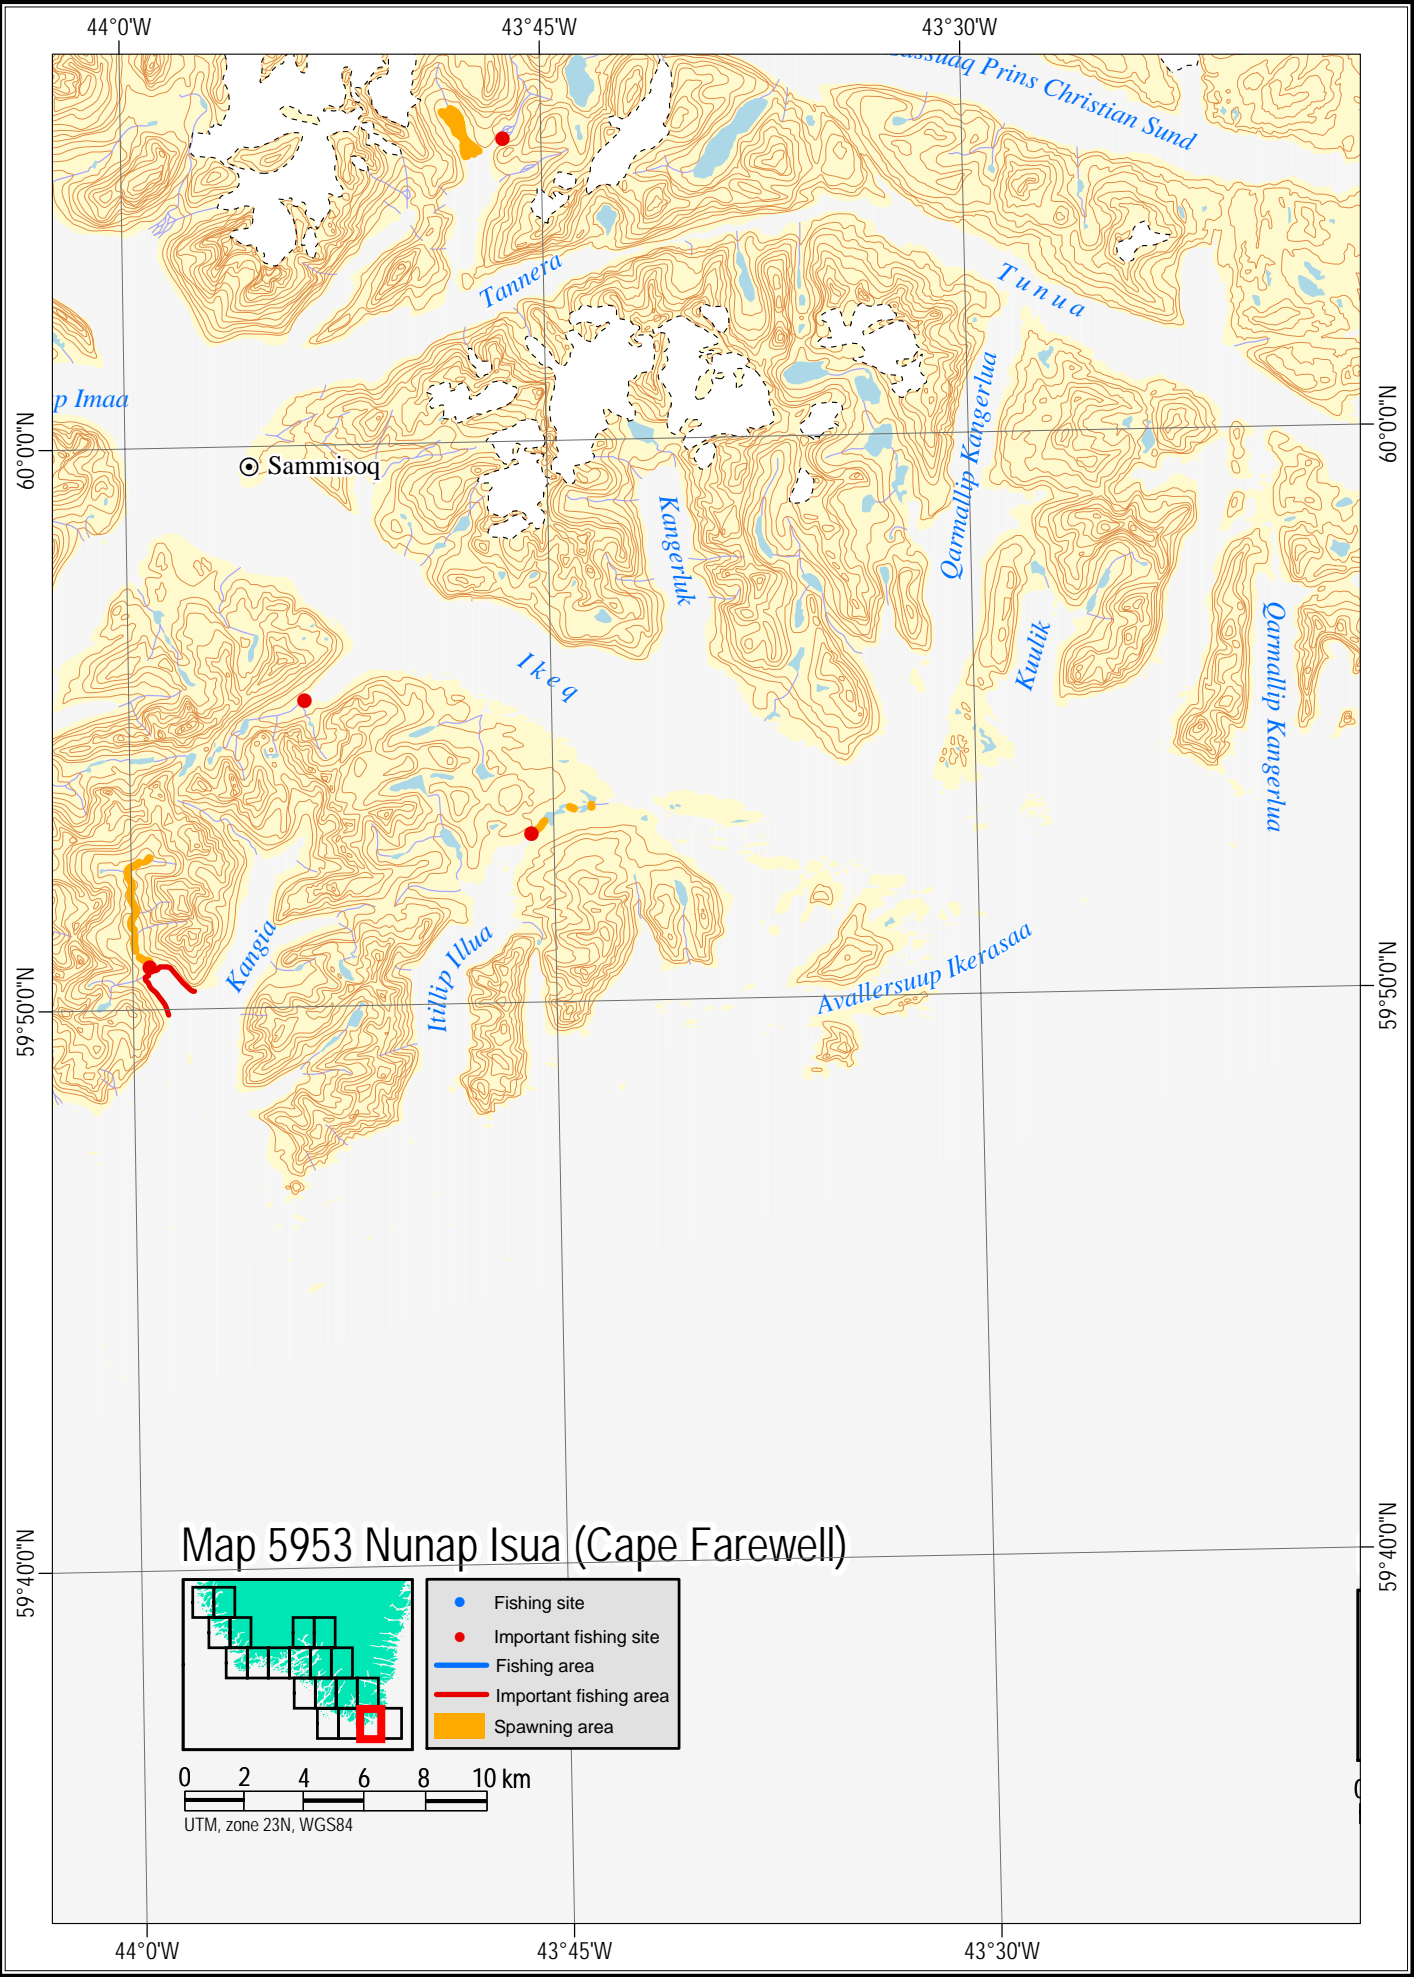 44°0'W
43°45'W
43°30'W
Prins Christian Sund
Tannera
Tunua
p Imaa
60°0'0"N
60°0'0"N
Sammisoq
Qarmallip Kangerlua
Kangerluk
Kuulik
Qarmallip Kangerlua
Ikeq
Kangia
Itillip Illua
Avallersuup Ikerasaa
59°50'0"N
59°50'0"N
59°40'0"N
59°40'0"N
Map 5953 Nunap Isua (Cape Farewell)
Fishing site
Important fishing site
Fishing area
Important fishing area
Spawning area
0 2 4 6 8 10 km
UTM, zone 23N, WGS84
44°0'W
43°45'W
43°30'W